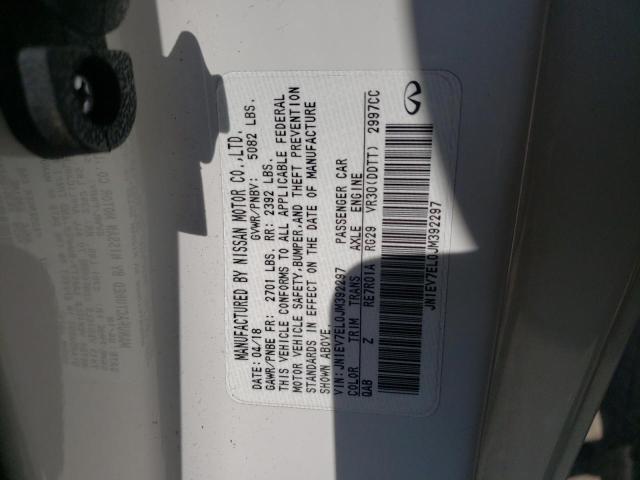 MANUFACTURED BY NISSAN MOTOR CO.,LTD.
DATE: 04/18 GVWR/PNBV: 5082 LBS.
GAWR/PNBE FR: 2701 LBS. RR: 2392 LBS.
THIS VEHICLE CONFORMS TO ALL APPLICABLE FEDERAL
MOTOR VEHICLE SAFETY,BUMPER,AND THEFT PREVENTION
STANDARDS IN EFFECT ON THE DATE OF MANUFACTURE
SHOWN ABOVE.
VIN:JN1EV7EL0JM392297 PASSENGER CAR
COLOR TRIM TRANS AXLE ENGINE
QAB Z RE7R01A RG29 VR30(DDTT) 2997CC
JN1EV7EL0JM392297